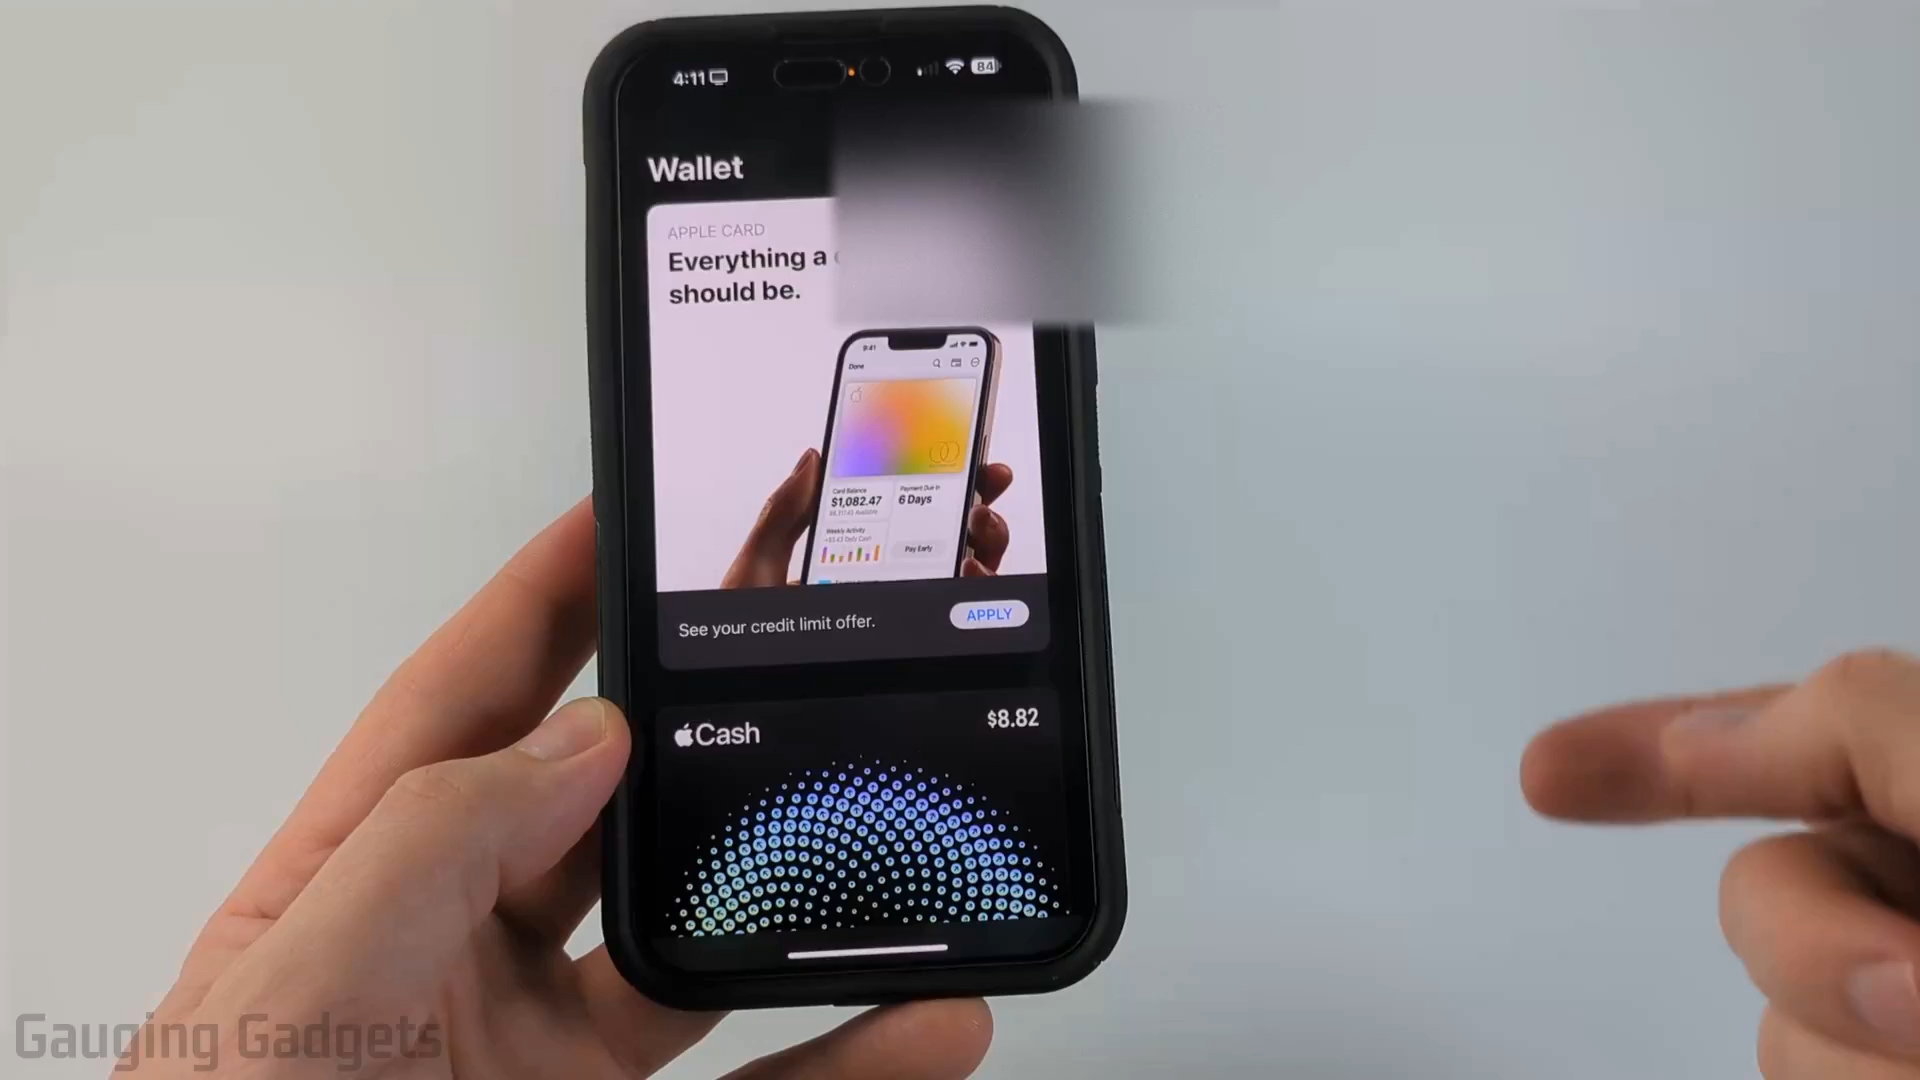 4:11
84
Wallet
APPLE CARD
Everything a
should be.
9:41
Done
Card Balance
$1,082.47
Payment Due In
6 Days
Weekly Activity
Pay Early
See your credit limit offer.
APPLY
Cash
$8.82
Gauging Gadgets